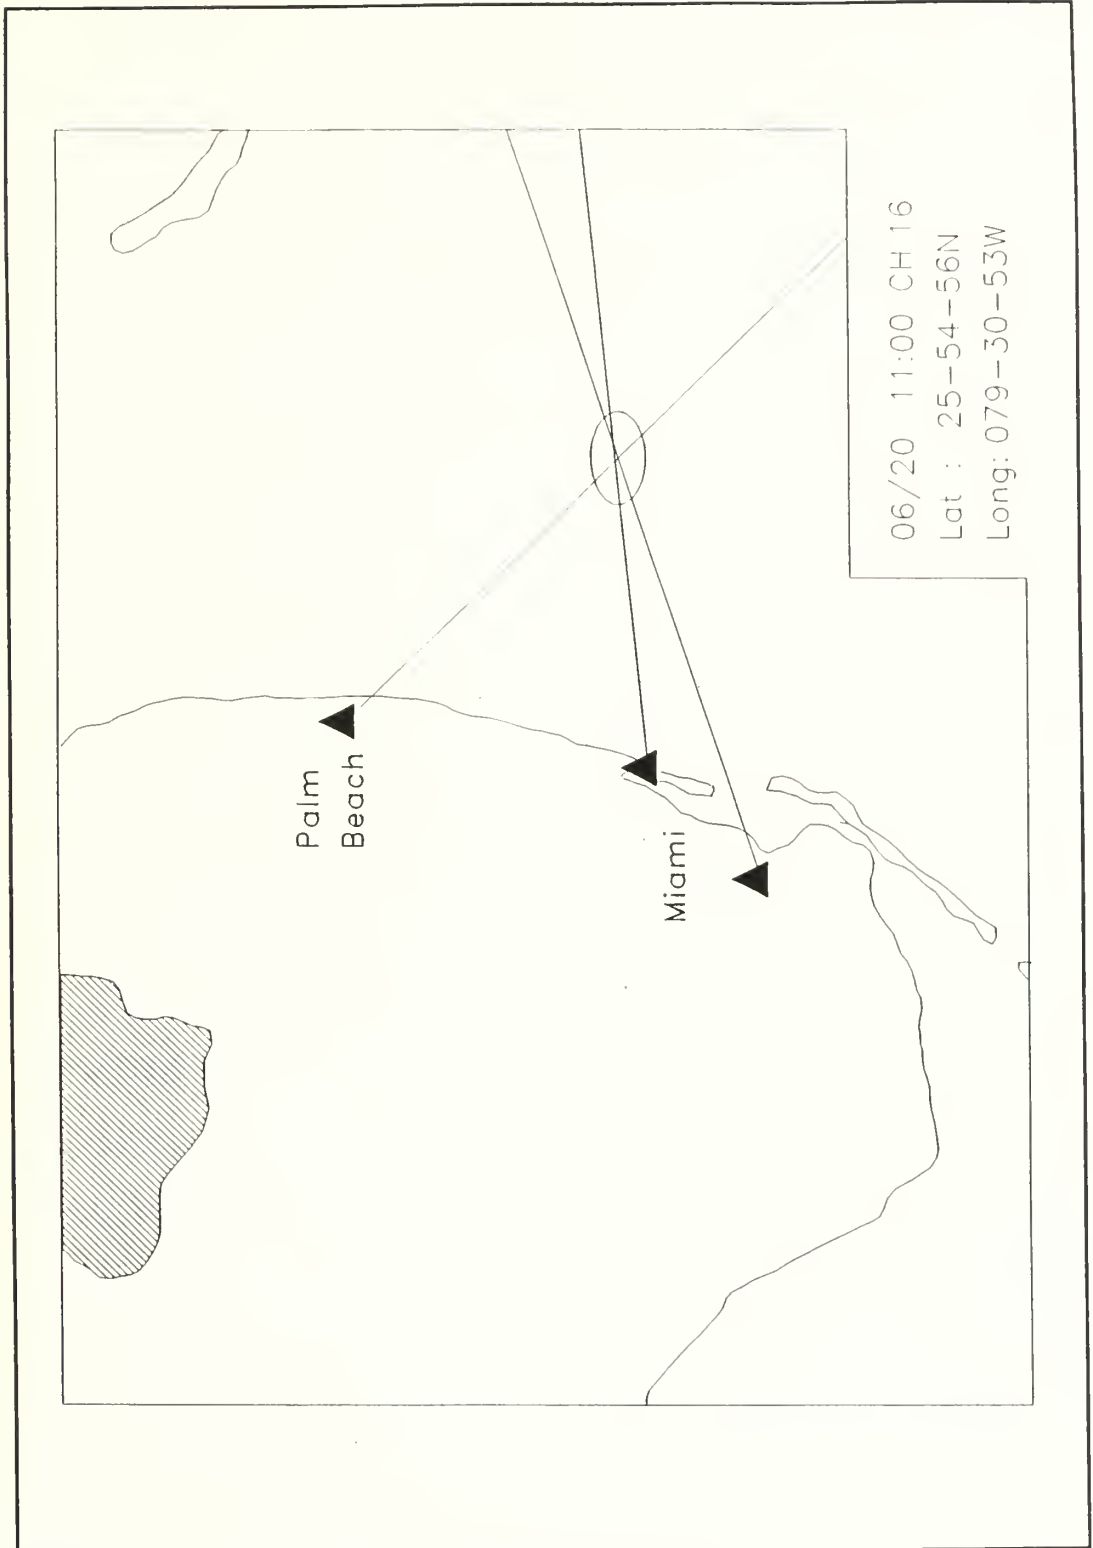 Palm
Beach
Miami
06/20 11:00 CH 16
Lat : 25-54-56N
Long: 079-30-53W